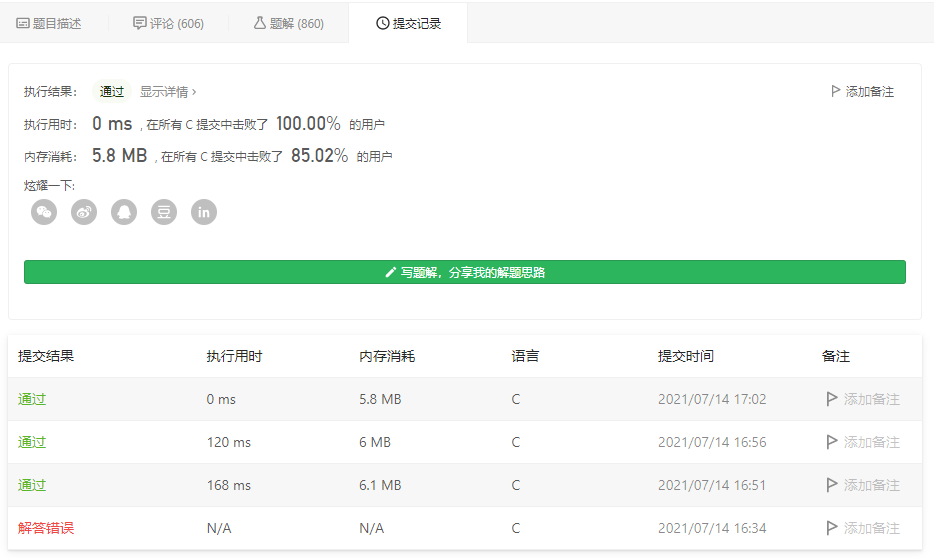 题目描述 评论 (606) 题解 (860) 提交记录
执行结果： 通过 显示详情 › 添加备注
执行用时： 0 ms , 在所有 C 提交中击败了 100.00% 的用户
内存消耗： 5.8 MB , 在所有 C 提交中击败了 85.02% 的用户
炫耀一下:
豆 in
写题解，分享我的解题思路
提交结果 执行用时 内存消耗 语言 提交时间 备注
通过 0 ms 5.8 MB C 2021/07/14 17:02 添加备注
通过 120 ms 6 MB C 2021/07/14 16:56 添加备注
通过 168 ms 6.1 MB C 2021/07/14 16:51 添加备注
解答错误 N/A N/A C 2021/07/14 16:34 添加备注